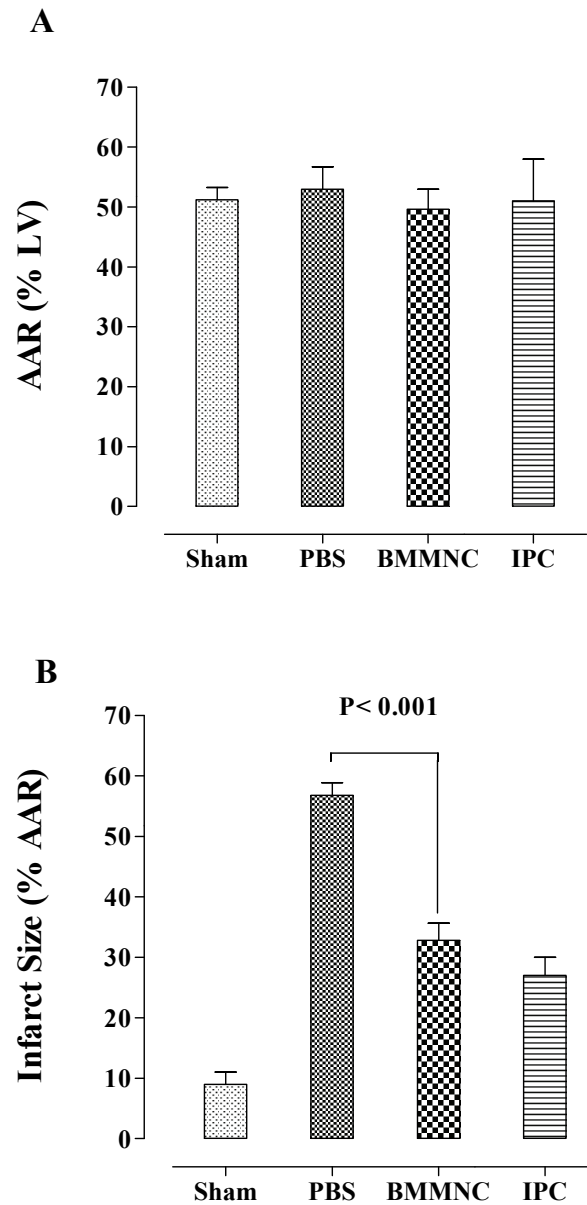 A
AAR (% LV)
70
60
50
40
30
20
10
0
Sham PBS BMMNC IPC
B
P< 0.001
Infarct Size (% AAR)
70
60
50
40
30
20
10
0
Sham PBS BMMNC IPC